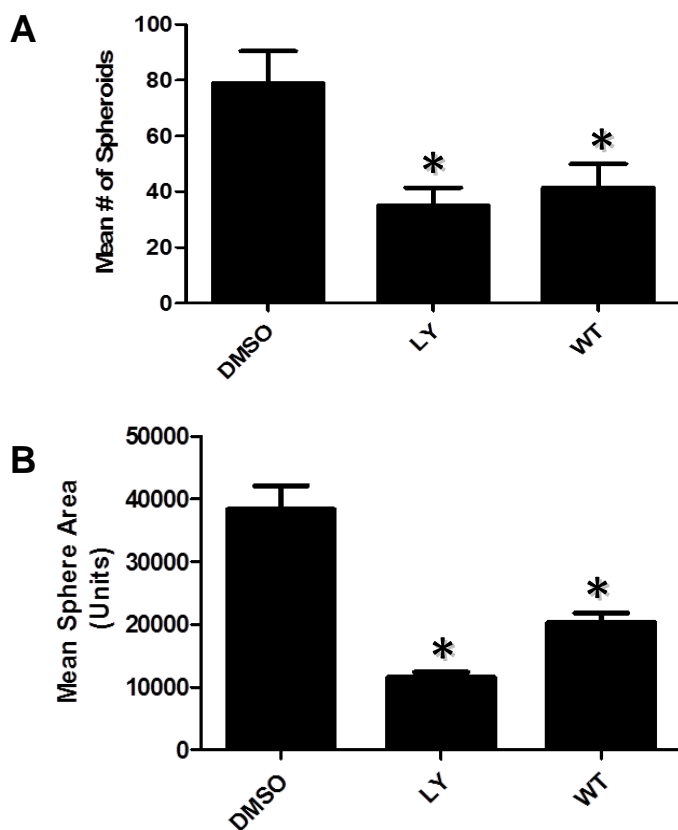 A
Mean # of Spheroids
100
80
60
40
20
0
*
*
DMSO
LY
WT
B
Mean Sphere Area
(Units)
50000
40000
30000
20000
10000
0
*
*
DMSO
LY
WT